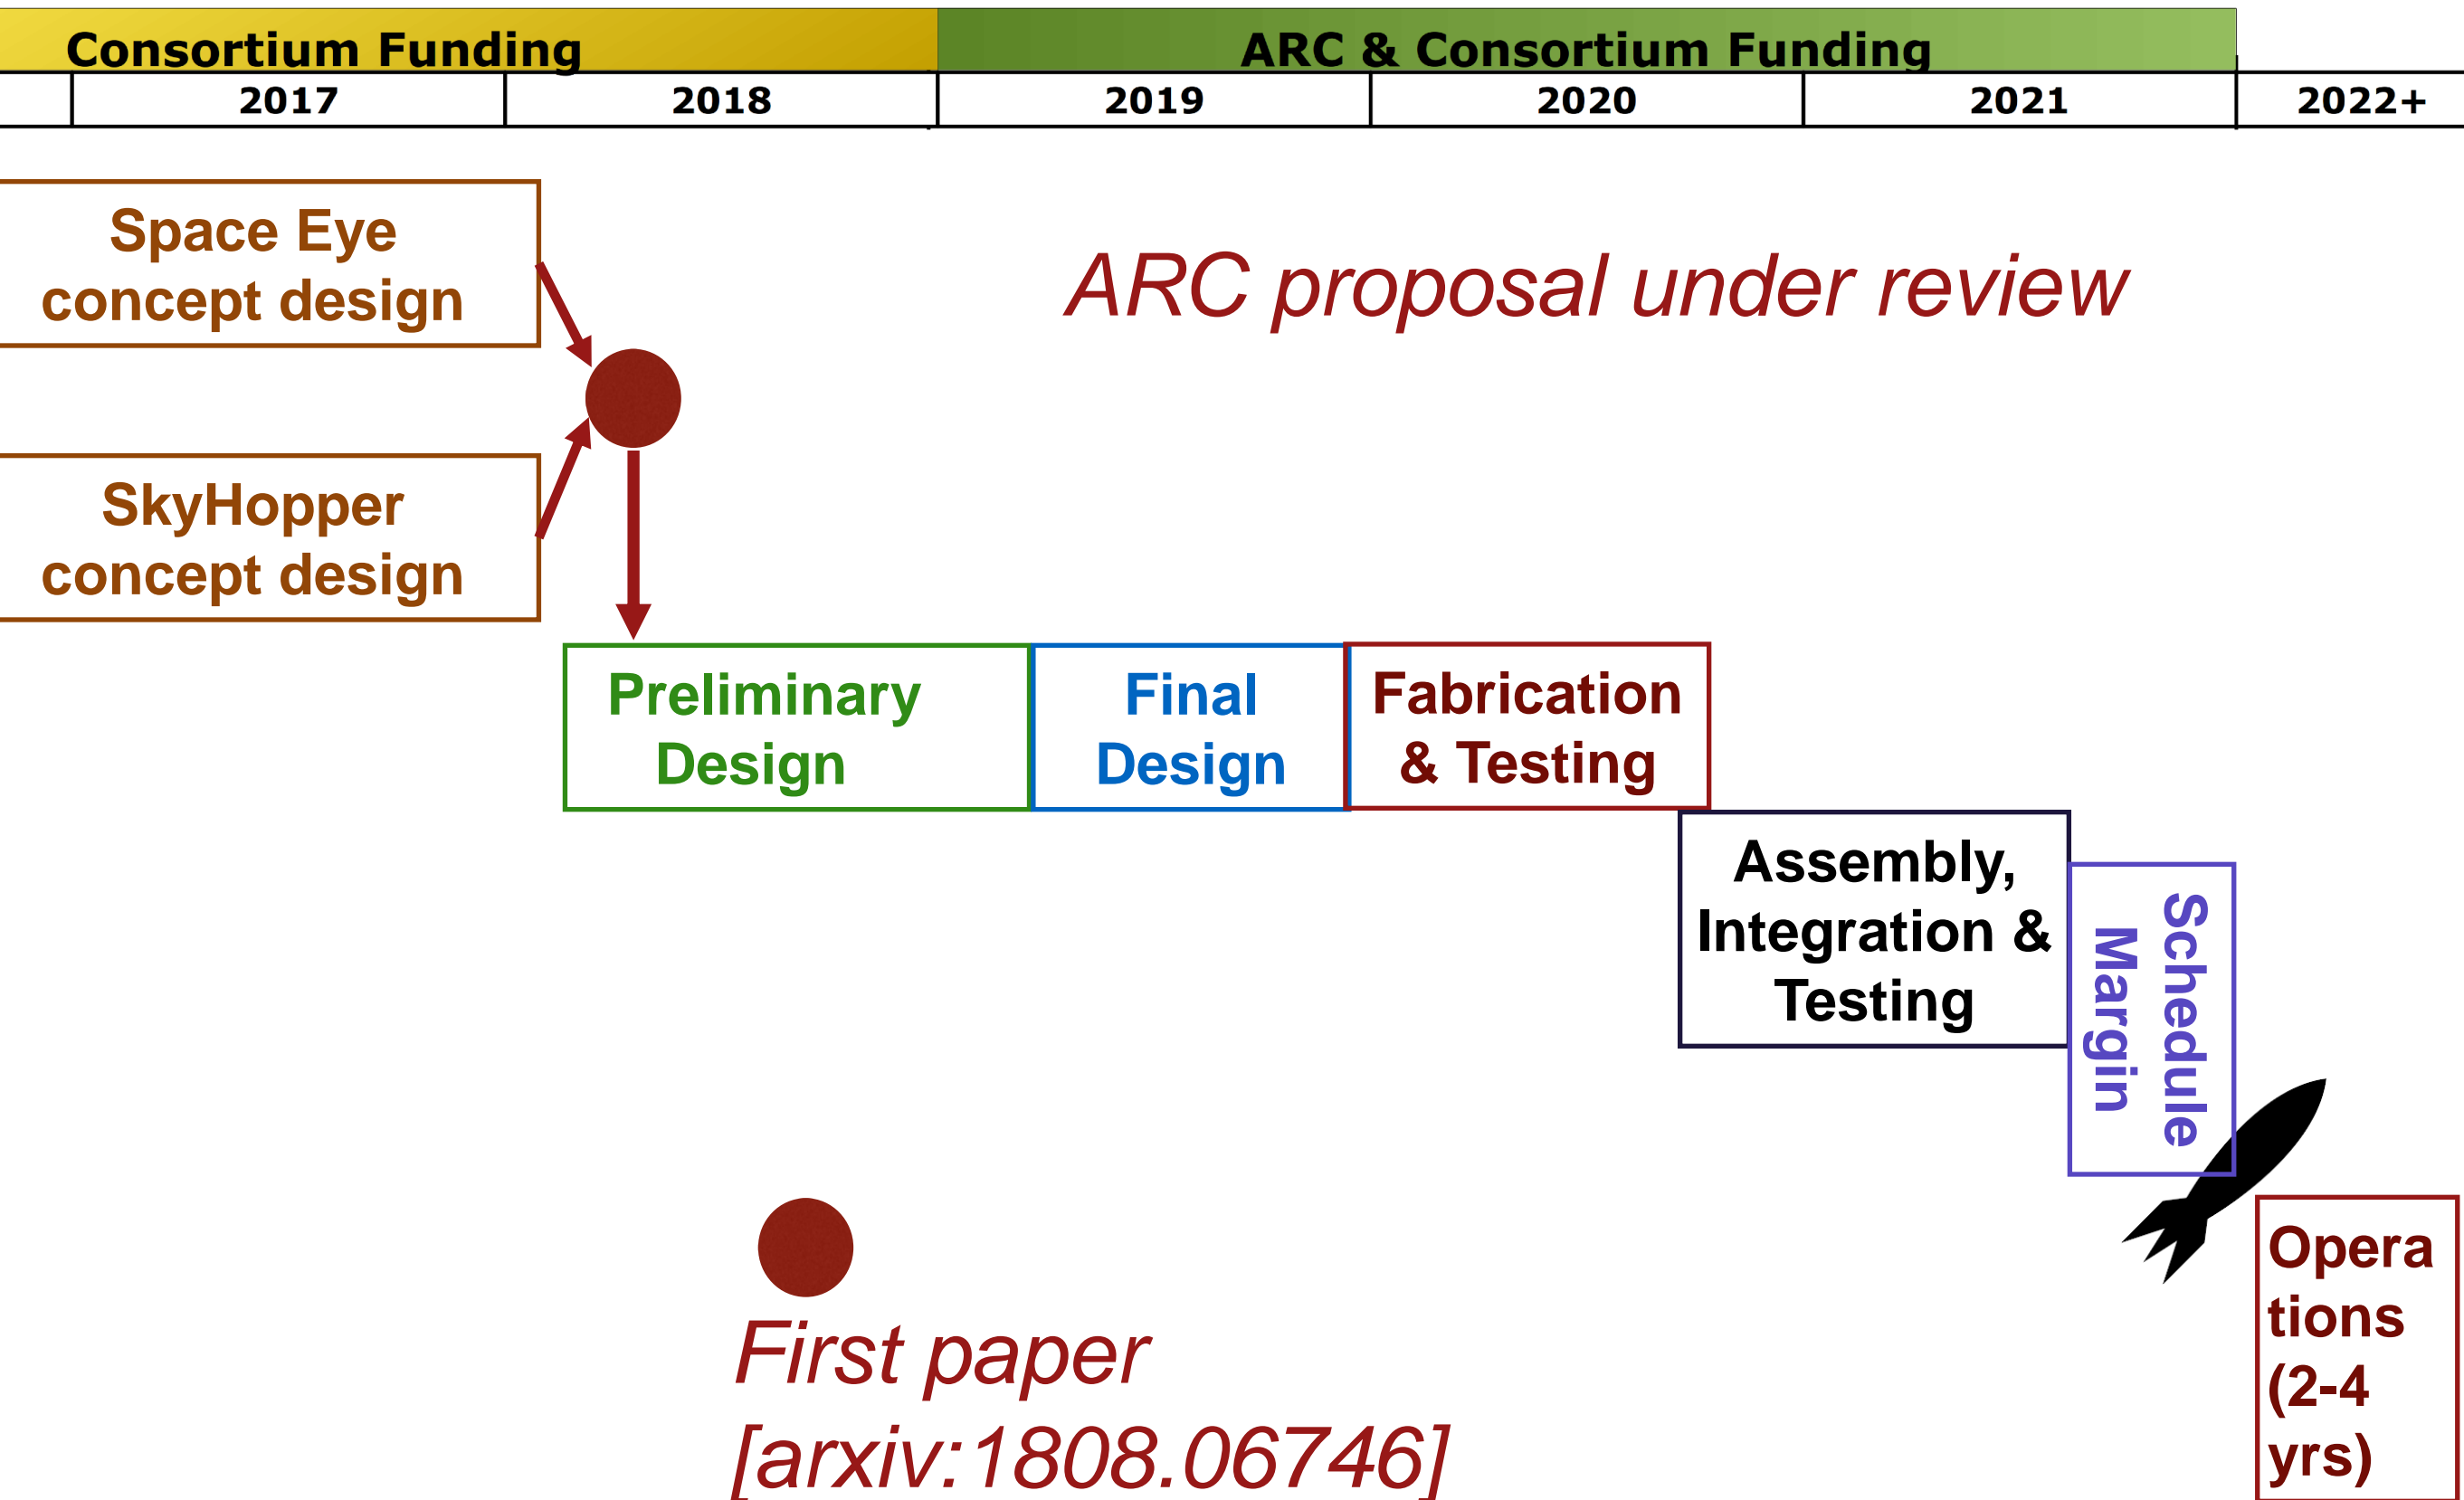 Consortium Funding
ARC & Consortium Funding
2017
2018
2019
2020
2021
2022+
Space Eye
concept design
ARC proposal under review
SkyHopper
concept design
Preliminary
Design
Final
Design
Fabrication
& Testing
Assembly,
Integration &
Testing
Schedule
Margin
Opera
tions
(2-4
yrs)
First paper
[arxiv:1808.06746]